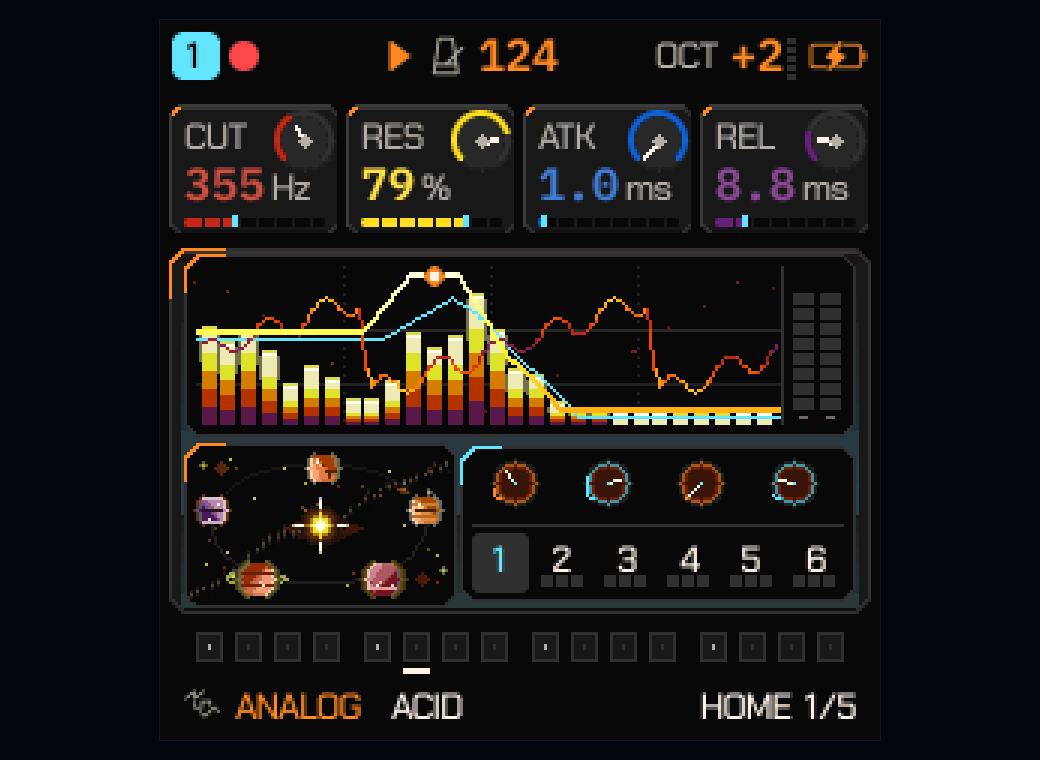 1 124 OCT +2
CUT RES ATK REL
355 Hz 79 % 1.0 ms 8.8 ms
1 2 3 4 5 6
ANALOG ACID HOME 1/5